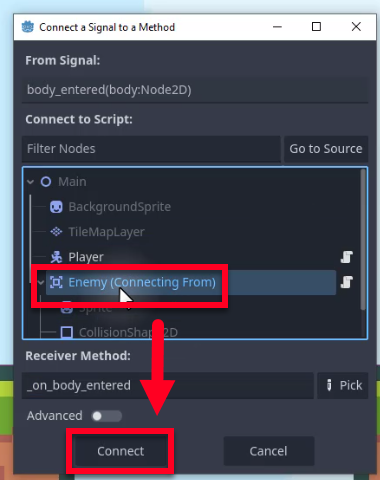 Connect a Signal to a Method
From Signal:
body_entered(body:Node2D)
Connect to Script:
Filter Nodes
Go to Source
Main
BackgroundSprite
TileMapLayer
Player
Enemy (Connecting From)
Sprite
CollisionShape2D
Receiver Method:
_on_body_entered
Pick
Advanced
Connect
Cancel